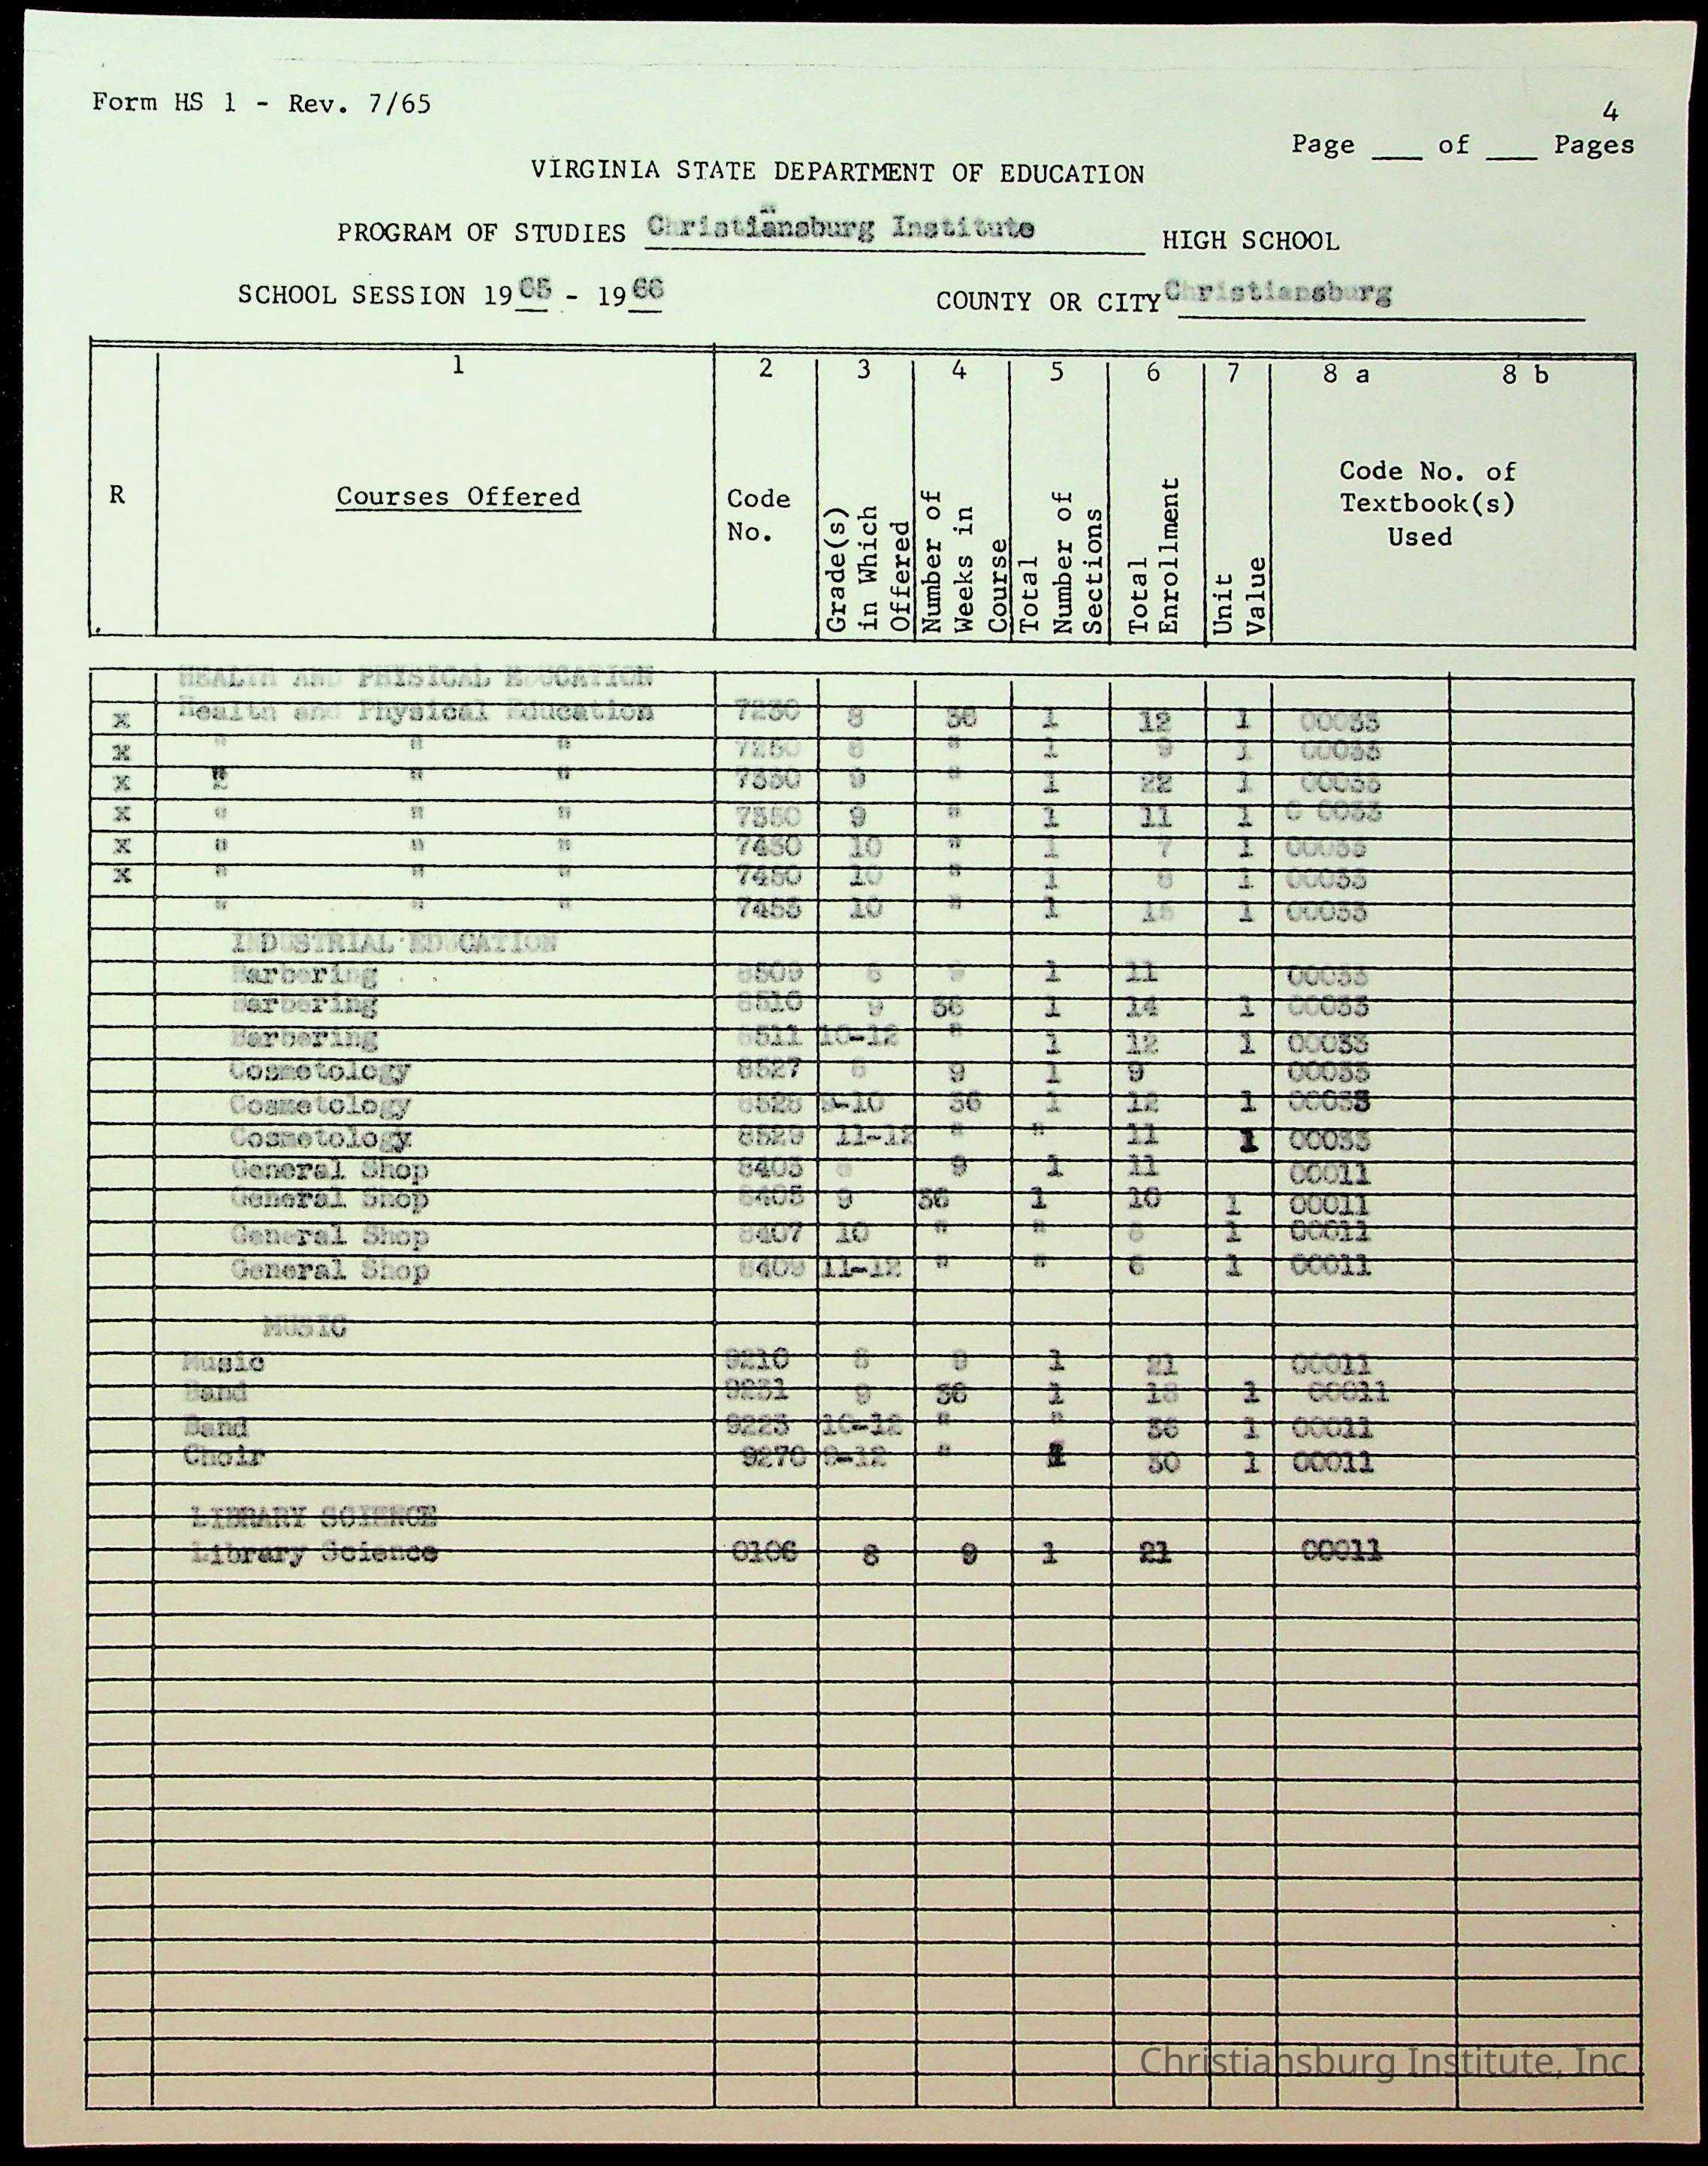 Form HS 1 - Rev. 7/65
4
Page ___ of ___ Pages
VIRGINIA STATE DEPARTMENT OF EDUCATION
PROGRAM OF STUDIES Christiansburg Institute HIGH SCHOOL
SCHOOL SESSION 1965 - 1966 COUNTY OR CITY Christiansburg
1 2 3 4 5 6 7 8 a 8 b
R Courses Offered Code No. Grade(s) in Which Offered Number of Weeks in Course Total Number of Sections Total Enrollment Unit Value Code No. of Textbook(s) Used
HEALTH AND PHYSICAL EDUCATION
x Health and Physical Education 7230 8 36 1 12 1 00033
x " " " 7250 8 " 1 9 1 00033
x " " " 7330 9 " 1 22 1 00033
x " " " 7350 9 " 1 11 1 0 0033
x " " " 7430 10 " 1 7 1 00033
x " " " 7450 10 " 1 8 1 00033
" " " 7453 10 " 1 15 1 00033
INDUSTRIAL EDUCATION
Barbering 8509 8 9 1 11 00033
Barbering 8510 9 36 1 14 1 00033
Barbering 8511 10-12 " 1 12 1 00033
Cosmetology 8527 8 9 1 9 00033
Cosmetology 8528 9-10 36 1 12 1 00033
Cosmetology 8529 11-12 " " 11 1 00033
General Shop 8403 8 9 1 11 00011
General Shop 8405 9 36 1 10 1 00011
General Shop 8407 10 " " 8 1 00011
General Shop 8409 11-12 " " 6 1 00011
MUSIC
Music 9210 8 9 1 21 00011
Band 9231 9 36 1 18 1 00011
Band 9223 10-12 " " 36 1 00011
Choir 9270 9-12 " 1 30 1 00011
LIBRARY SCIENCE
Library Science 0106 8 9 1 21 00011
Christiansburg Institute, Inc